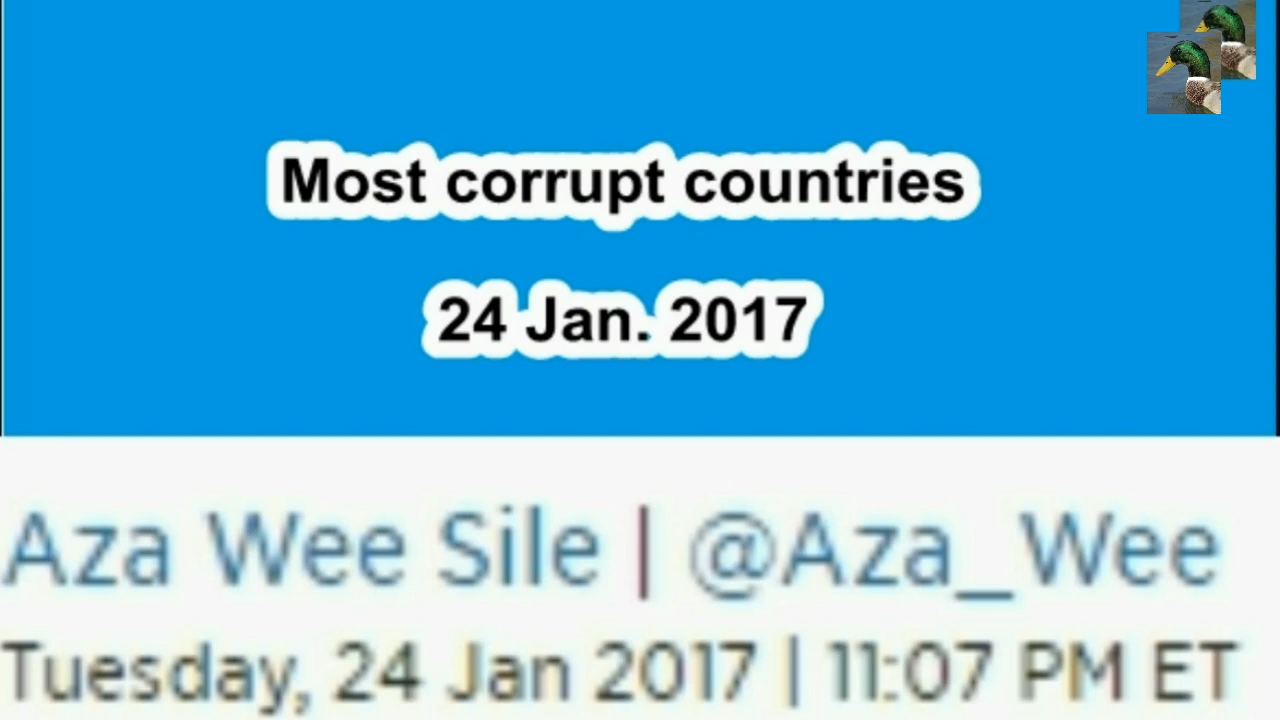 Most corrupt countries
24 Jan. 2017
Aza Wee Sile | @Aza_Wee
Tuesday, 24 Jan 2017 | 11:07 PM ET